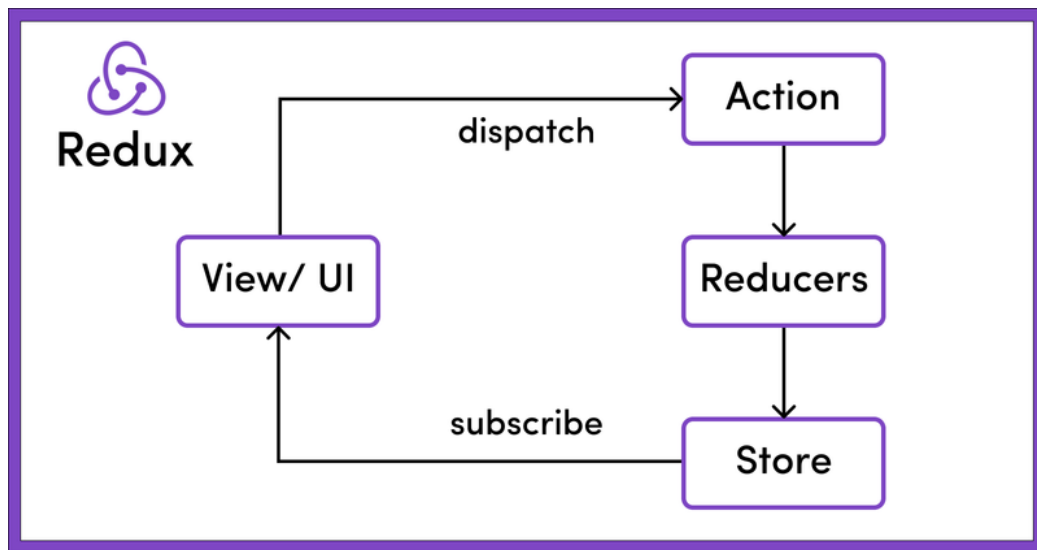 Redux
Action
dispatch
View/ UI
Reducers
subscribe
Store